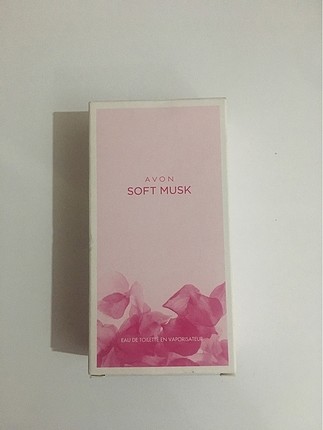 AVON
SOFT MUSK
EAU DE TOILETTE EN VAPORISATEUR